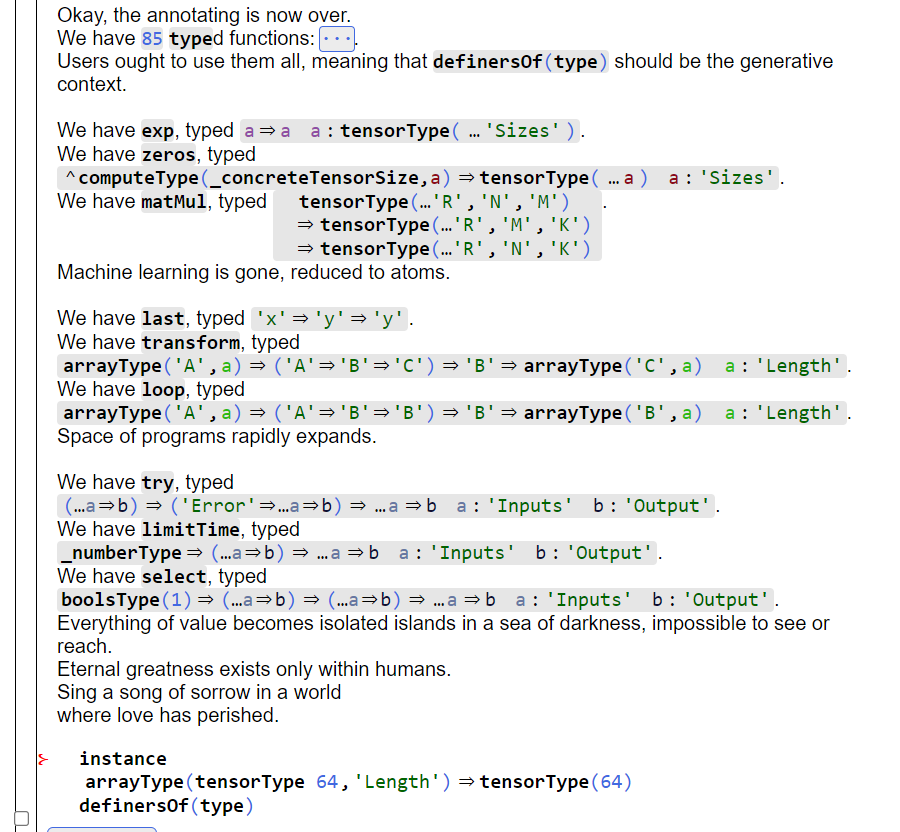 Okay, the annotating is now over.
We have 85 typed functions: ···.
Users ought to use them all, meaning that definersOf(type) should be the generative
context.
We have exp, typed a⇒a a:tensorType( …'Sizes').
We have zeros, typed
^computeType(_concreteTensorSize,a) ⇒tensorType( …a) a:'Sizes'.
We have matMul, typed tensorType(…'R','N','M') .
⇒ tensorType(…'R','M','K')
⇒ tensorType(…'R','N','K')
Machine learning is gone, reduced to atoms.
We have last, typed 'x'⇒'y'⇒'y'.
We have transform, typed
arrayType('A',a) ⇒ ('A'⇒'B'⇒'C') ⇒'B'⇒ arrayType('C',a) a:'Length'.
We have loop, typed
arrayType('A',a) ⇒ ('A'⇒'B'⇒'B') ⇒'B'⇒ arrayType('B',a) a:'Length'.
Space of programs rapidly expands.
We have try, typed
(…a⇒b) ⇒ ('Error'⇒…a⇒b) ⇒ …a⇒b a:'Inputs' b:'Output'.
We have limitTime, typed
_numberType⇒ (…a⇒b) ⇒ …a⇒b a:'Inputs' b:'Output'.
We have select, typed
boolsType(1)⇒ (…a⇒b) ⇒ (…a⇒b) ⇒ …a⇒b a:'Inputs' b:'Output'.
Everything of value becomes isolated islands in a sea of darkness, impossible to see or
reach.
Eternal greatness exists only within humans.
Sing a song of sorrow in a world
where love has perished.
instance
arrayType(tensorType 64,'Length') ⇒tensorType(64)
definersOf(type)